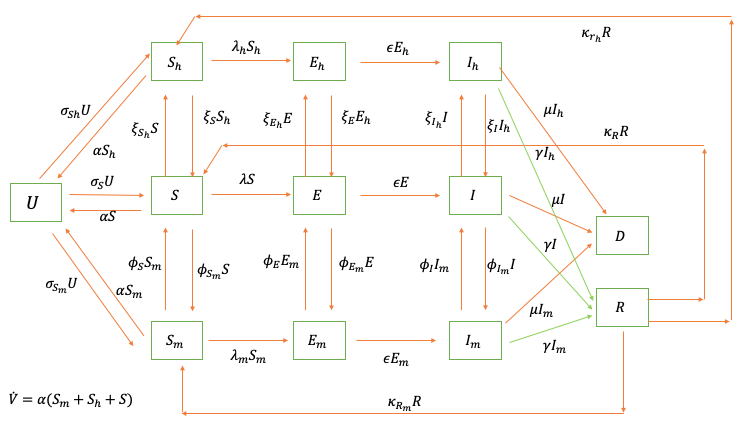 κ_{r_h}R
S_h
λ_hS_h
E_h
ϵE_h
I_h
σ_{Sh}U
μI_h
ξ_{S_h}S
ξ_SS_h
ξ_{E_h}E
ξ_EE_h
ξ_{I_h}I
ξ_II_h
κ_RR
αS_h
γI_h
U
σ_SU
S
λS
E
ϵE
I
μI
αS
D
γI
ϕ_SS_m
ϕ_{S_m}S
ϕ_EE_m
ϕ_{E_m}E
ϕ_II_m
ϕ_{I_m}I
σ_{S_m}U
αS_m
μI_m
R
S_m
λ_mS_m
E_m
ϵE_m
I_m
γI_m
V̇ = α(S_m + S_h + S)
κ_{R_m}R